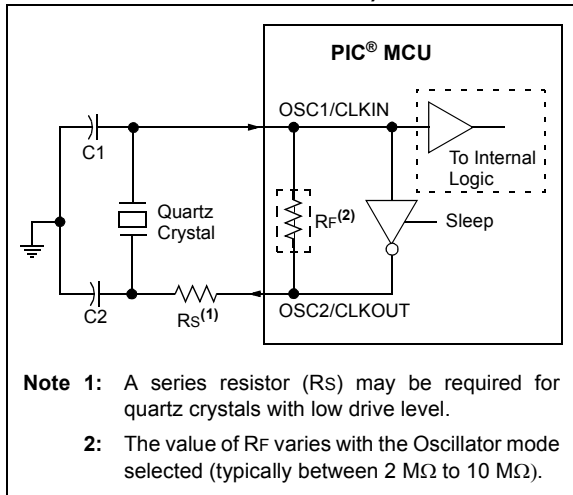 PIC® MCU
OSC1/CLKIN
C1
To Internal
Logic
Quartz
Crystal
RF(2)
Sleep
C2
RS(1)
OSC2/CLKOUT
Note 1: A series resistor (RS) may be required for
quartz crystals with low drive level.
2: The value of RF varies with the Oscillator mode
selected (typically between 2 MΩ to 10 MΩ).